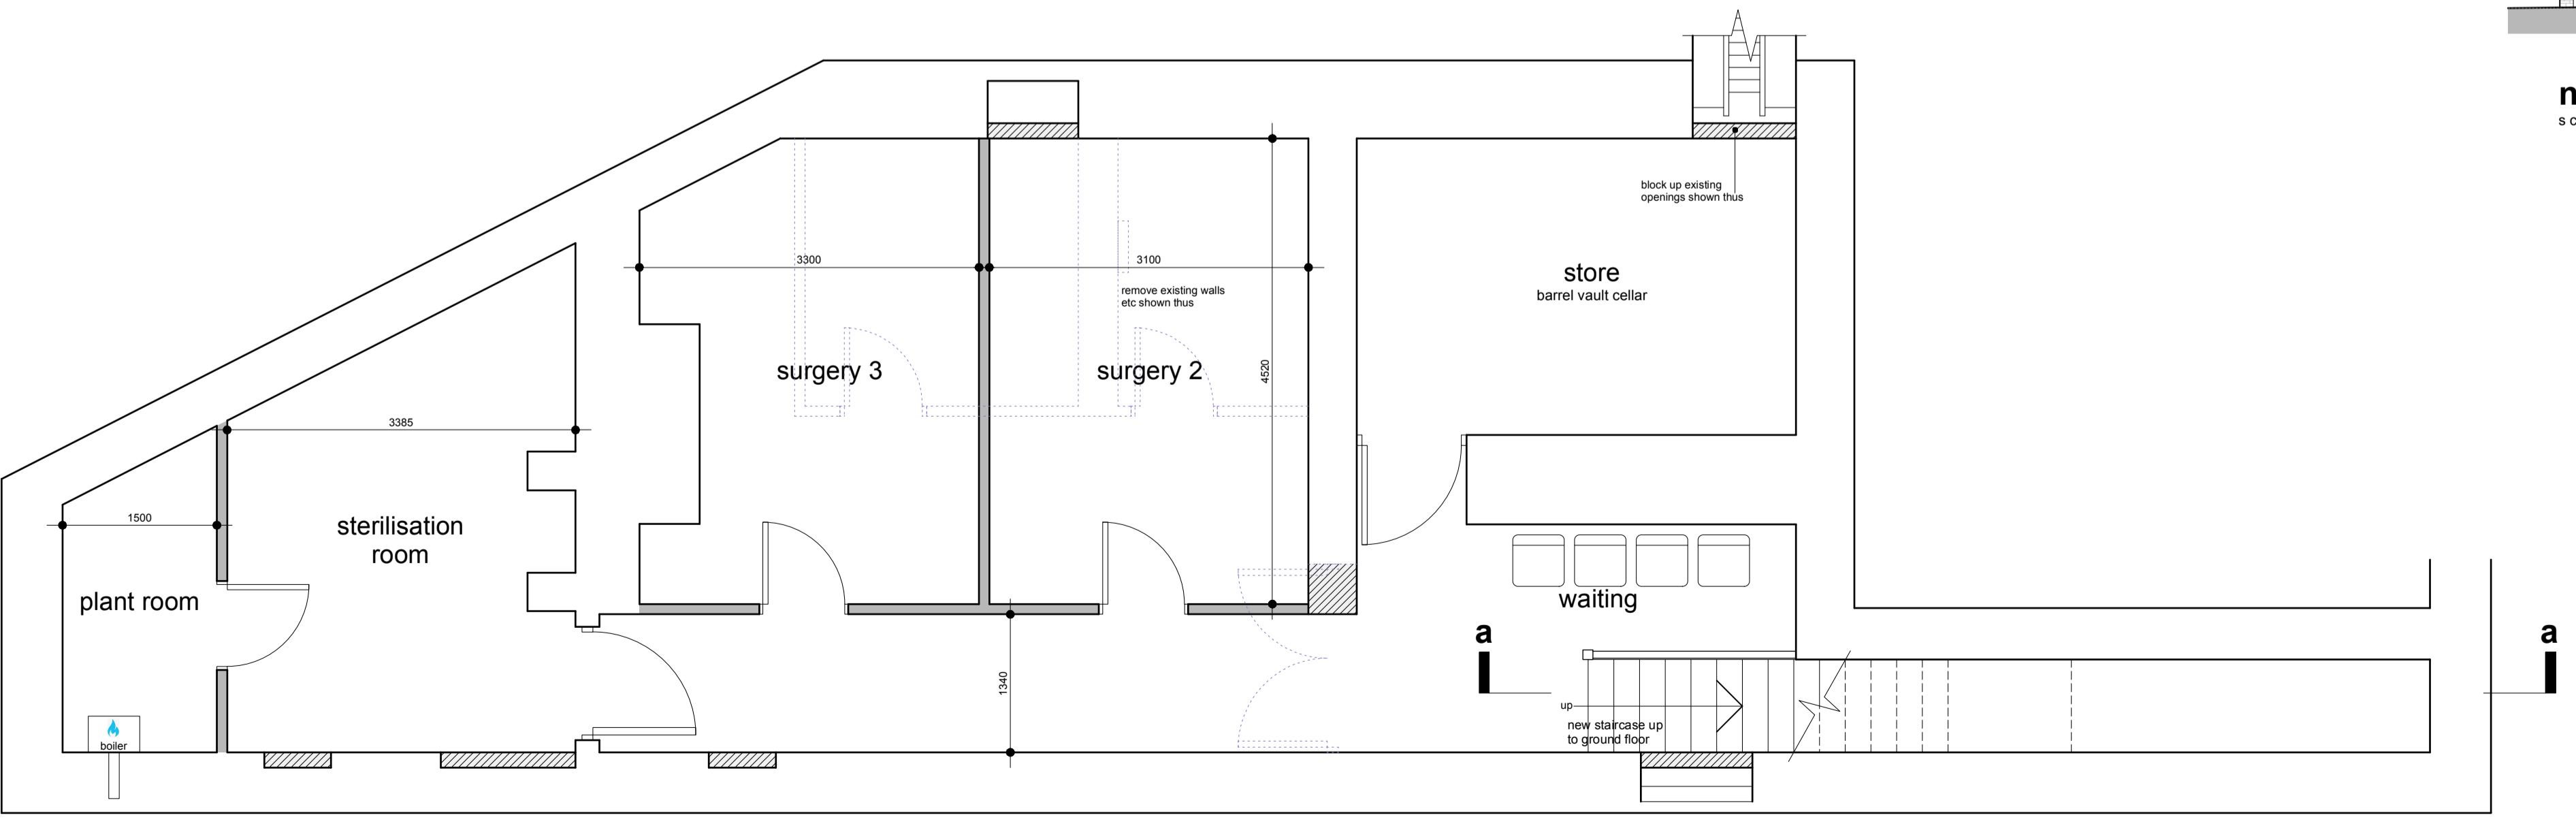 n
s c
block up existing
openings shown thus
3300
3100
store
barrel vault cellar
remove existing walls
etc shown thus
surgery 3
surgery 2
4520
3385
1500
sterilisation
room
plant room
waiting
a
a
1340
up
new staircase up
to ground floor
boiler